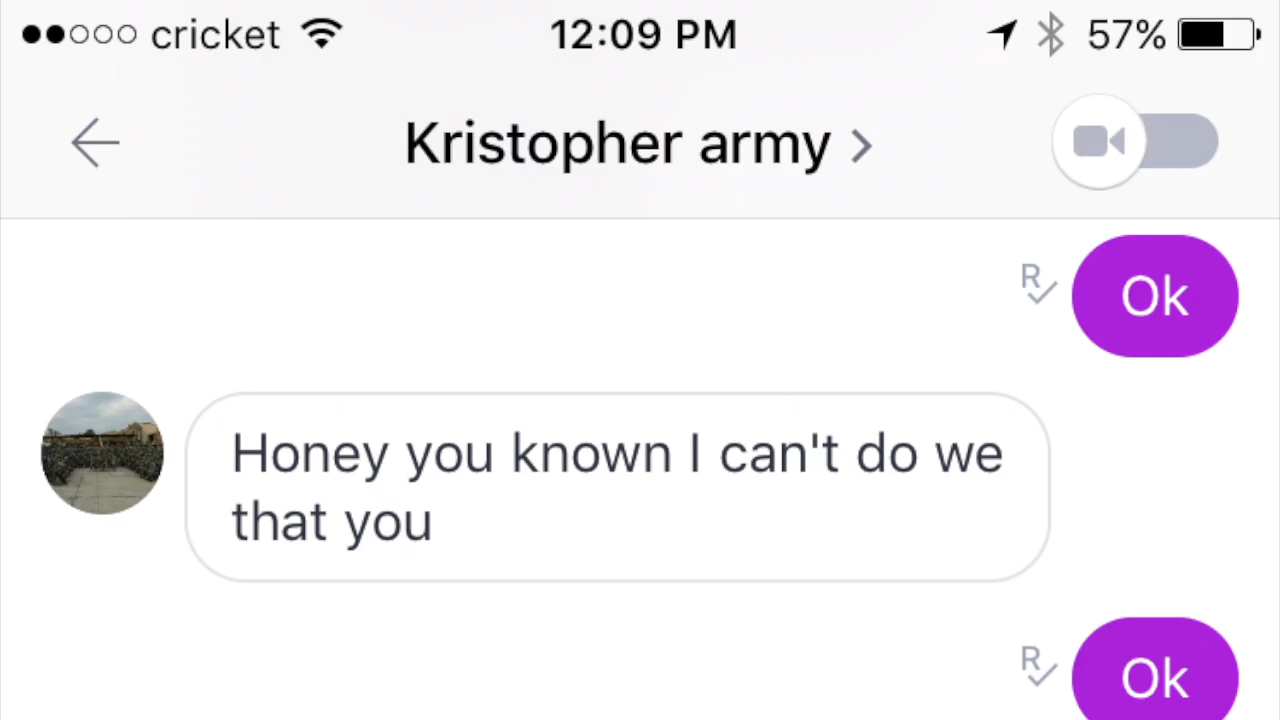 cricket 12:09 PM 57%
Kristopher army
R Ok
Honey you known I can't do we
that you
R Ok